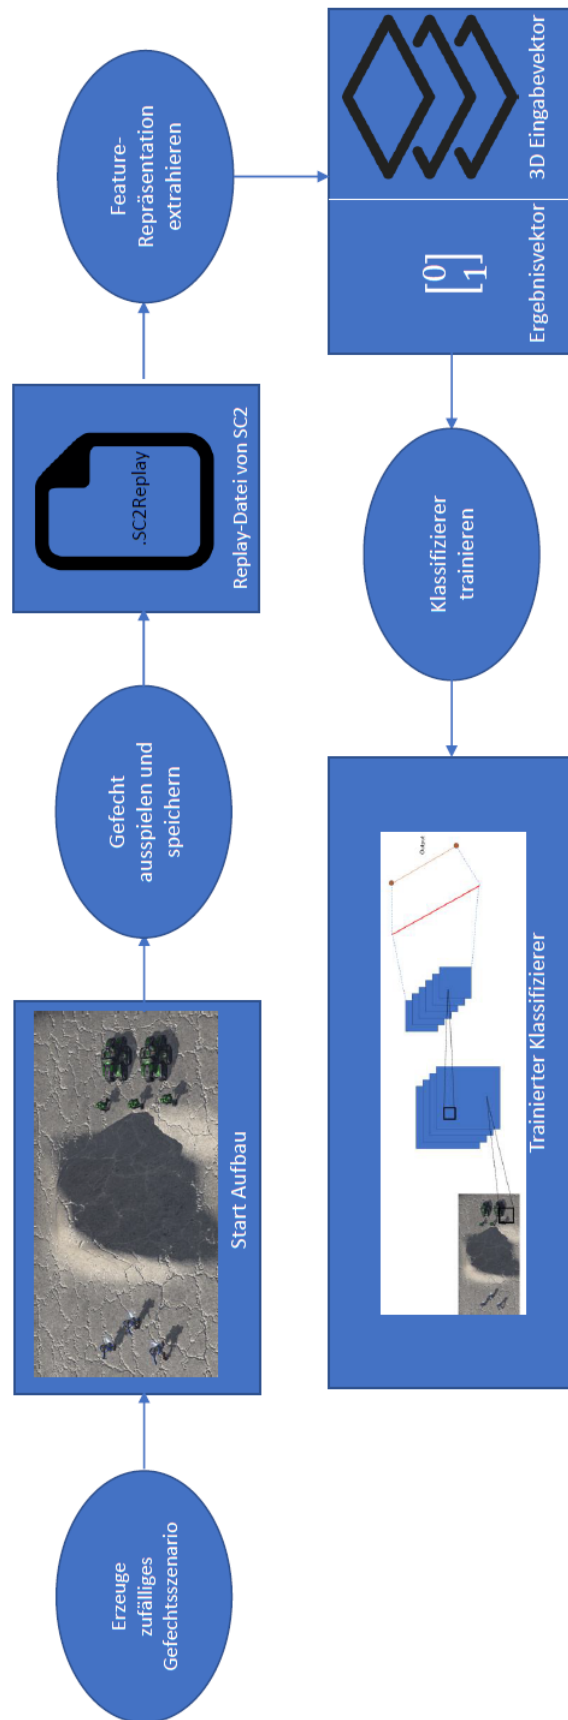 Erzeuge
zufälliges
Gefechtsszenario
Start Aufbau
Gefecht
ausspielen und
speichern
.SC2Replay
Replay-Datei von SC2
Feature-
Repräsentation
extrahieren
3D Eingabevektor
[0
1]
Ergebnisvektor
Klassifizierer
trainieren
Output
Trainierter Klassifizierer